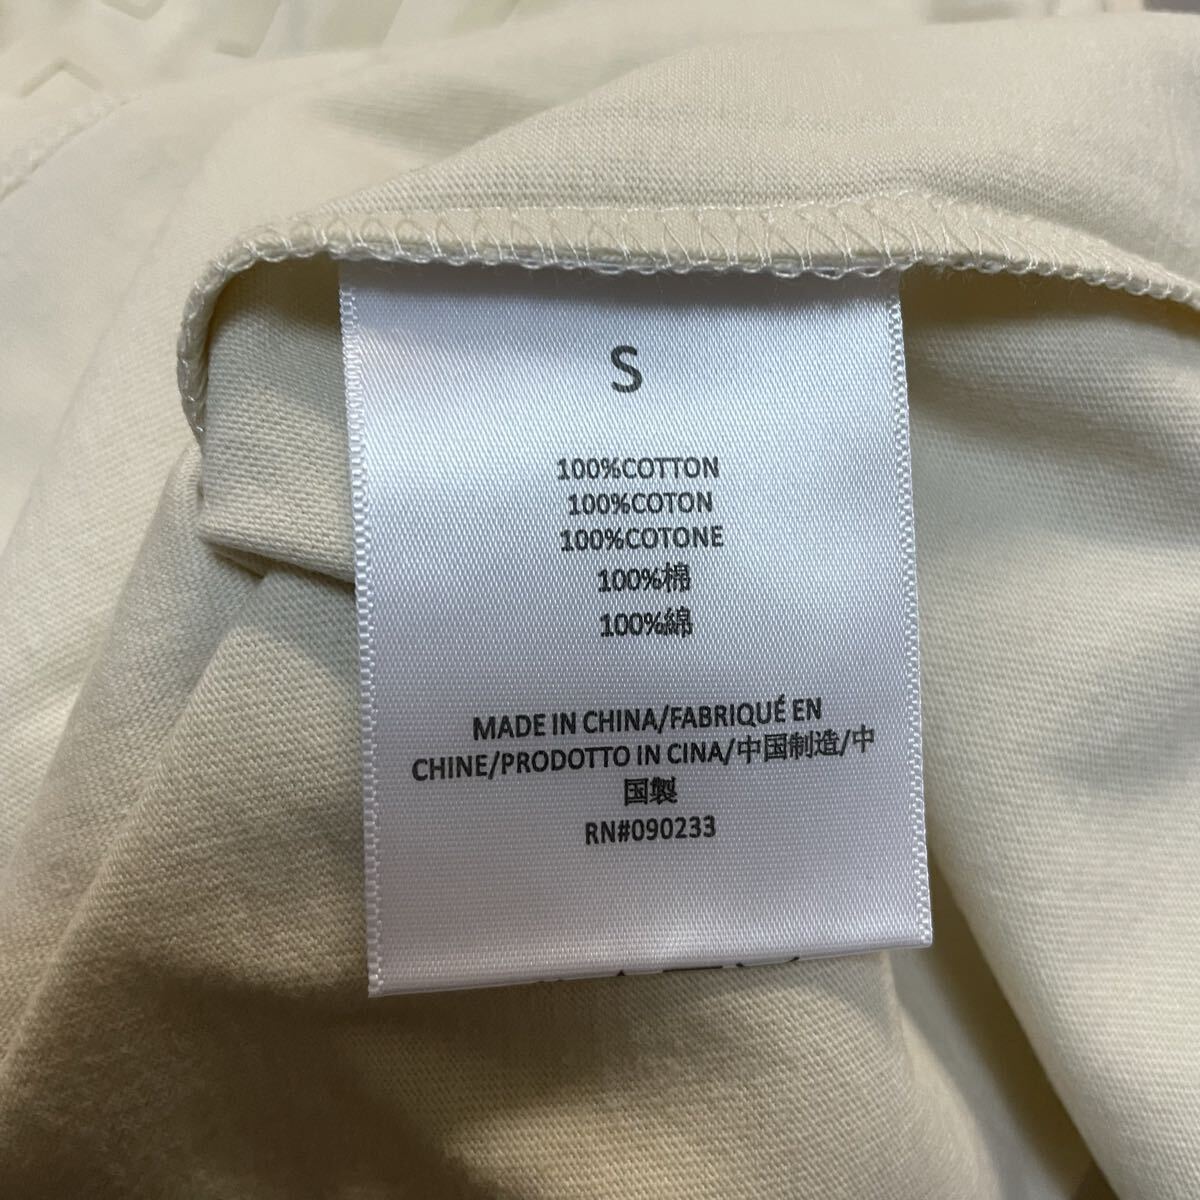 S
100%COTTON
100%COTON
100%COTONE
100%棉
100%綿
MADE IN CHINA/FABRIQUÉ EN
CHINE/PRODOTTO IN CINA/中国制造/中
国製
RN#090233